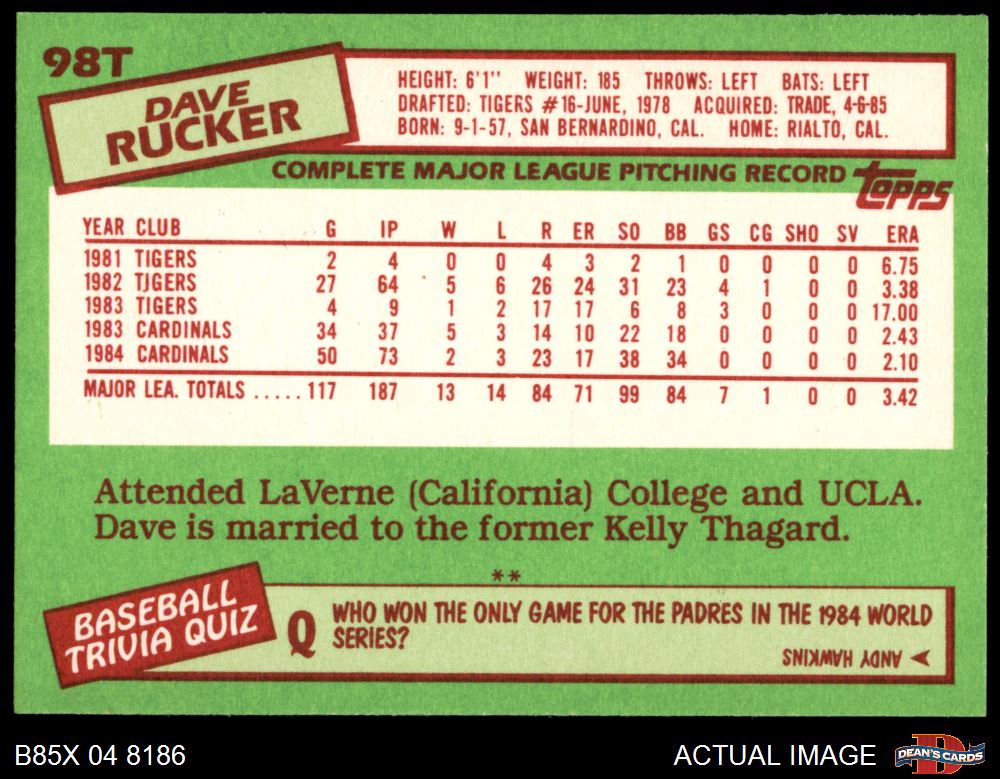 98T
DAVE
RUCKER
HEIGHT: 6'1" WEIGHT: 185 THROWS: LEFT BATS: LEFT
DRAFTED: TIGERS #16-JUNE, 1978 ACQUIRED: TRADE, 4-6-85
BORN: 9-1-57, SAN BERNARDINO, CAL. HOME: RIALTO, CAL.
COMPLETE MAJOR LEAGUE PITCHING RECORD
topps
YEAR CLUB G IP W L R ER SO BB GS CG SHO SV ERA
1981 TIGERS 2 4 0 0 4 3 2 1 0 0 0 0 6.75
1982 TIGERS 27 64 5 6 26 24 31 23 4 1 0 0 3.38
1983 TIGERS 4 9 1 2 17 17 6 8 3 0 0 0 17.00
1983 CARDINALS 34 37 5 3 14 10 22 18 0 0 0 0 2.43
1984 CARDINALS 50 73 2 3 23 17 38 34 0 0 0 0 2.10
MAJOR LEA. TOTALS ..... 117 187 13 14 84 71 99 84 7 1 0 0 3.42
Attended LaVerne (California) College and UCLA.
Dave is married to the former Kelly Thagard.
**
BASEBALL
TRIVIA QUIZ
Q WHO WON THE ONLY GAME FOR THE PADRES IN THE 1984 WORLD
SERIES?
ANDY HAWKINS
B85X 04 8186
ACTUAL IMAGE
DEAN'S CARDS